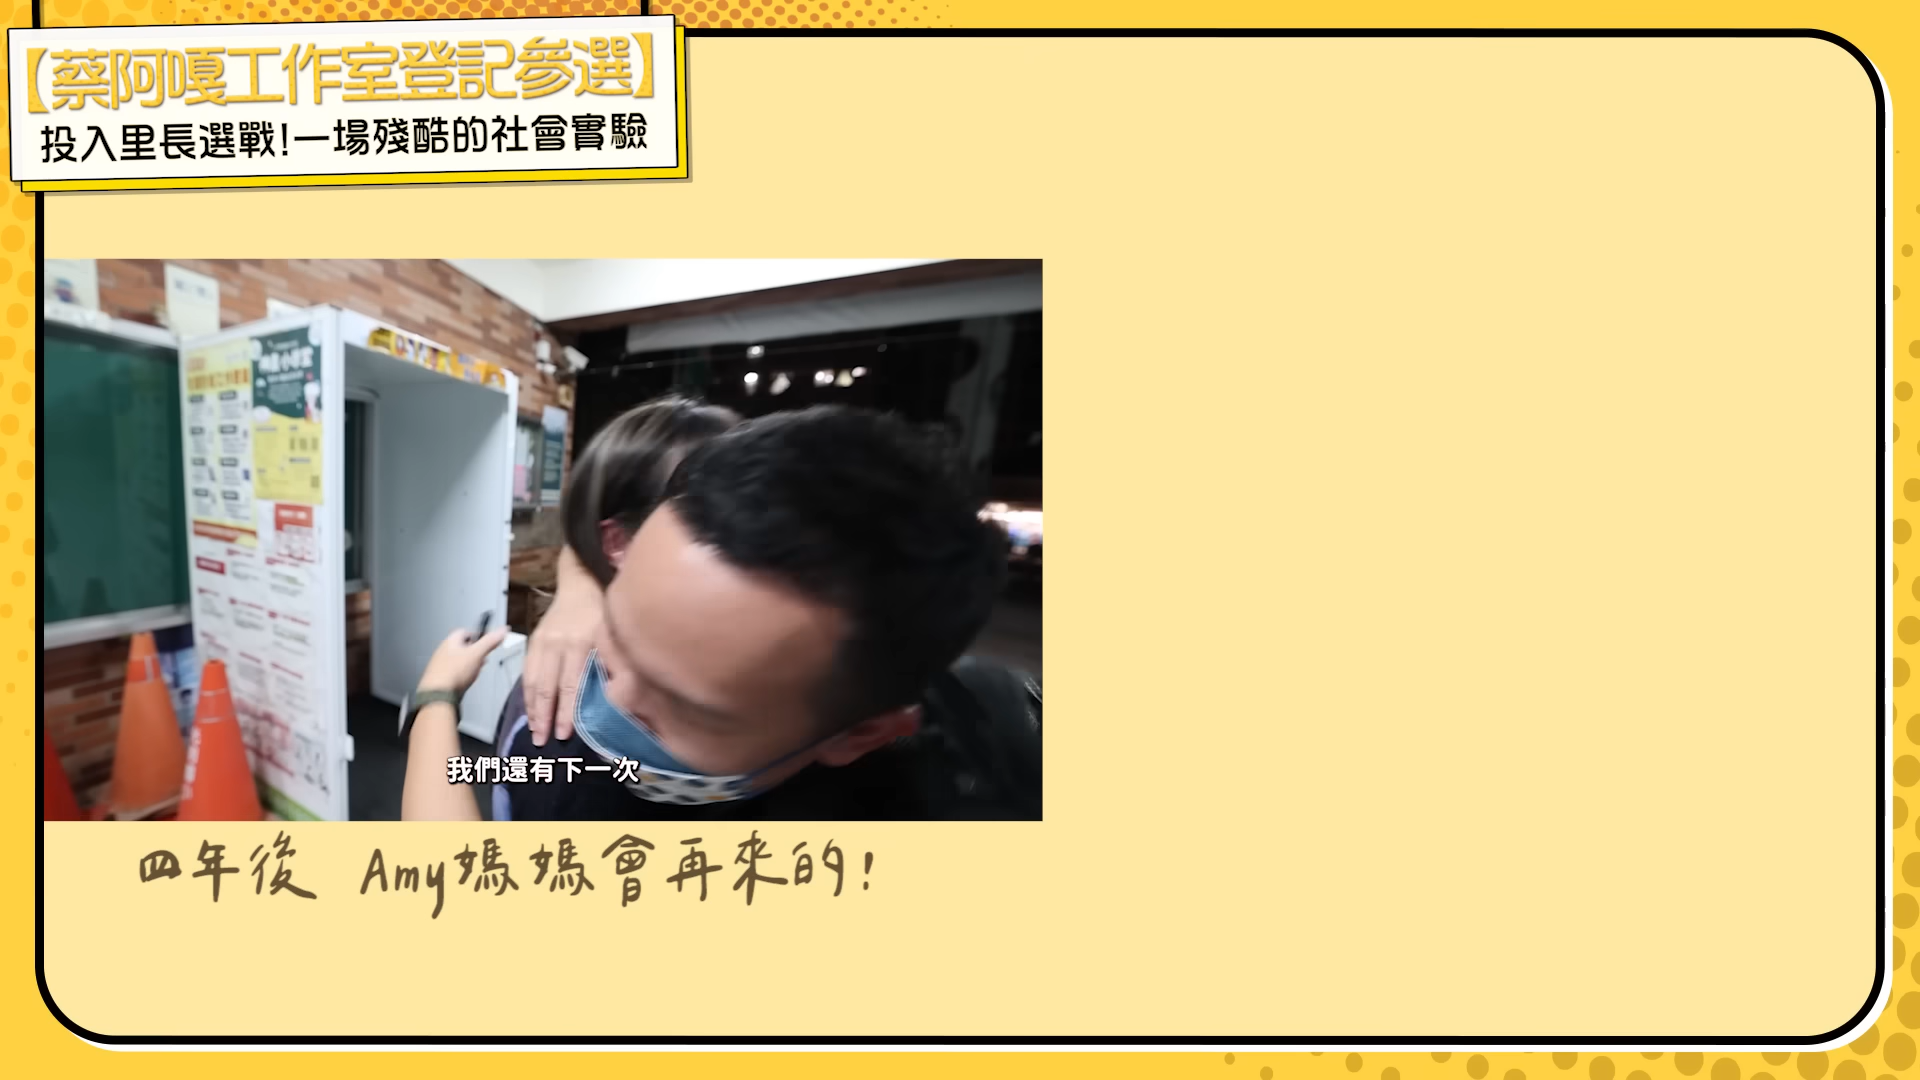 【蔡阿嘎工作室登記參選】
投入里長選戰!一場殘酷的社會實驗
我們還有下一次
四年後 Amy媽媽會再來的!